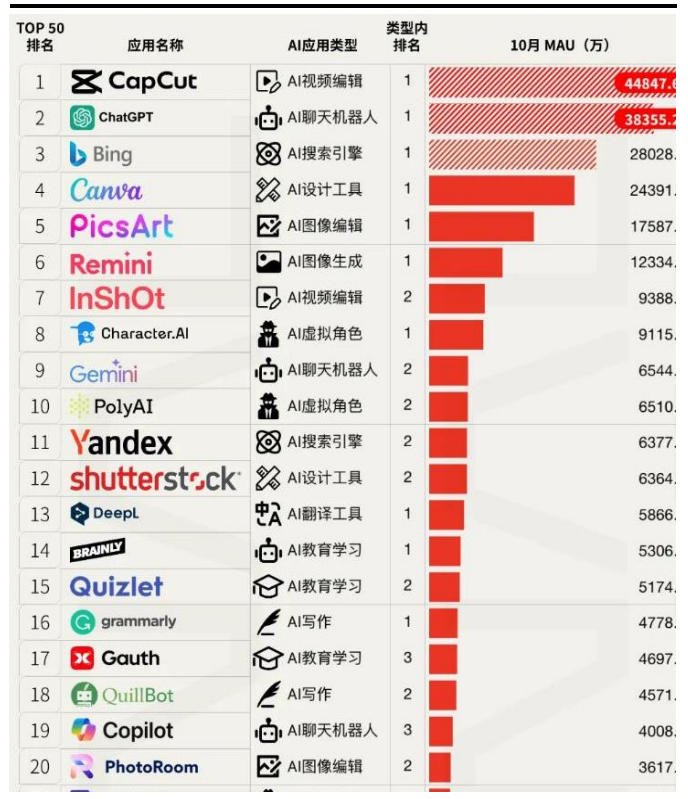 TOP 50 排名 应用名称 AI应用类型 类型内排名 10月 MAU（万）
1 CapCut AI视频编辑 1 44847.6
2 ChatGPT AI聊天机器人 1 38355.2
3 Bing AI搜索引擎 1 28028.
4 Canva AI设计工具 1 24391.
5 PicsArt AI图像编辑 1 17587.
6 Remini AI图像生成 1 12334.
7 InShOt AI视频编辑 2 9388.
8 Character.AI AI虚拟角色 1 9115.
9 Gemini AI聊天机器人 2 6544.
10 PolyAI AI虚拟角色 2 6510.
11 Yandex AI搜索引擎 2 6377.
12 shutterstock AI设计工具 2 6364.
13 DeepL 中A AI翻译工具 1 5866.
14 BRAINLY AI教育学习 1 5306.
15 Quizlet AI教育学习 2 5174.
16 G grammarly AI写作 1 4778.
17 Gauth AI教育学习 3 4697.
18 QuillBot AI写作 2 4571.
19 Copilot AI聊天机器人 3 4008.
20 PhotoRoom AI图像编辑 2 3617.